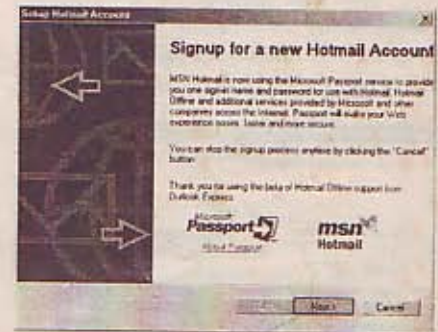 Setup Hotmail Account
Signup for a new Hotmail Account
MSN Hotmail is now using the Microsoft Passport service to provide
you one signin name and password for use with Hotmail, Hotmail
Offline and additional services provided by Microsoft and other
companies across the Internet. Passport will make your Web
experience easier, faster and more secure.
You can stop the signup process anywhere by clicking the "Cancel"
button.
Thank you for using the beta of Hotmail Offline support from
Outlook Express.
Microsoft
Passport
About Passport
msn
Hotmail
Next >
Cancel